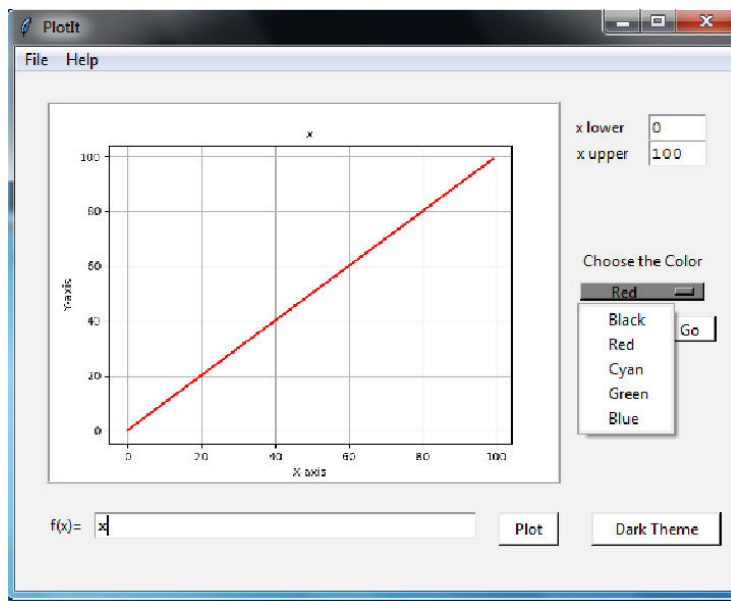 PlotIt
File Help
x
100
80
60
40
20
0
Y-axis
0 20 40 60 80 100
X axis
x lower 0
x upper 100
Choose the Color
Red
Black
Red
Cyan
Green
Blue
Go
f(x)= x
Plot
Dark Theme